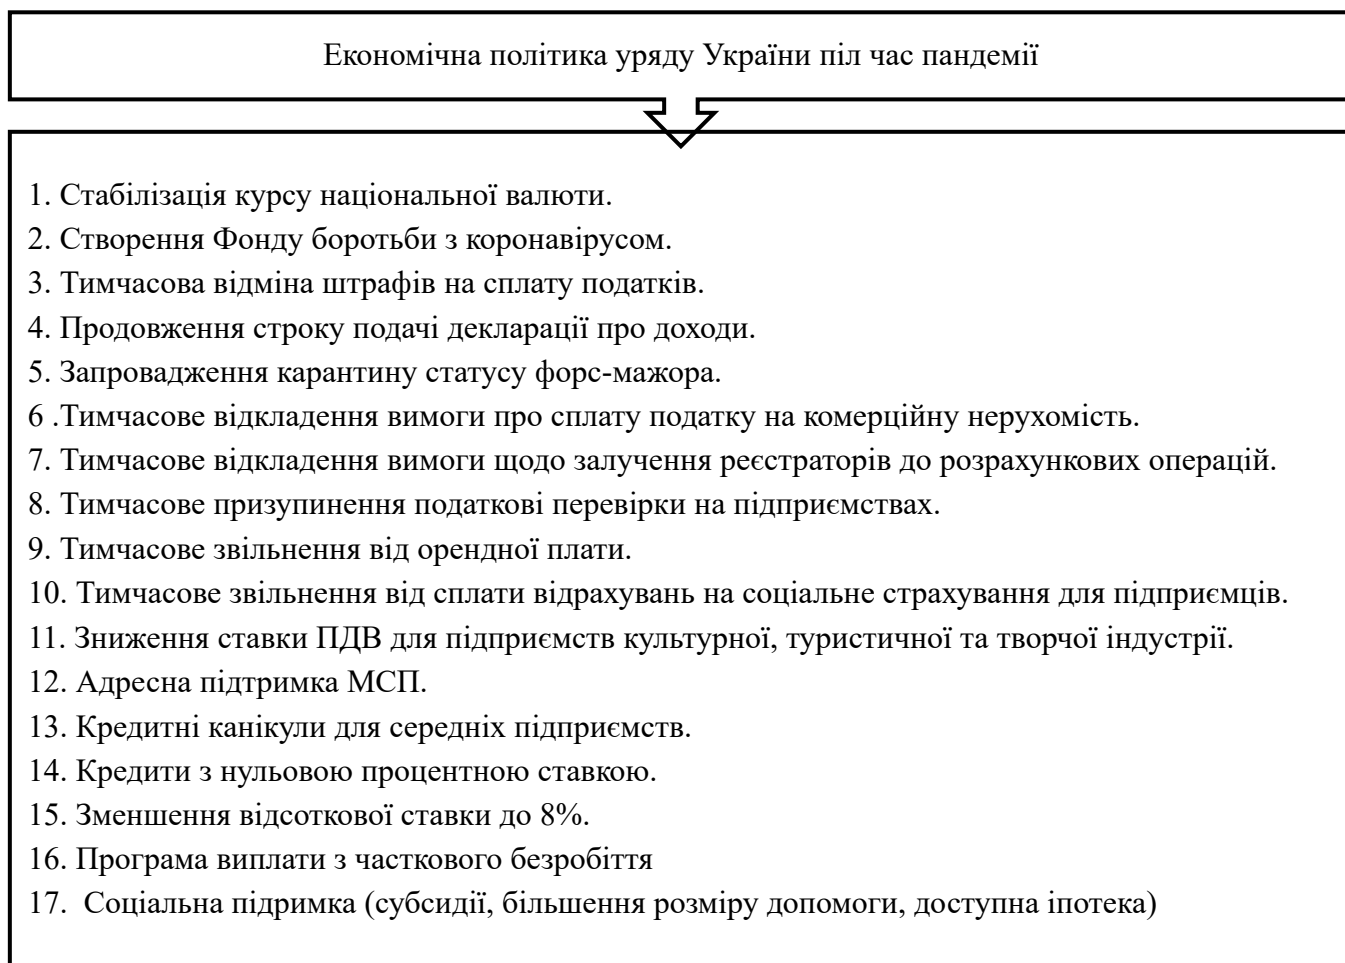 Економічна політика уряду України піл час пандемії
1. Стабілізація курсу національної валюти.
2. Створення Фонду боротьби з коронавірусом.
3. Тимчасова відміна штрафів на сплату податків.
4. Продовження строку подачі декларації про доходи.
5. Запровадження карантину статусу форс-мажора.
6 .Тимчасове відкладення вимоги про сплату податку на комерційну нерухомість.
7. Тимчасове відкладення вимоги щодо залучення реєстраторів до розрахункових операцій.
8. Тимчасове призупинення податкові перевірки на підприємствах.
9. Тимчасове звільнення від орендної плати.
10. Тимчасове звільнення від сплати відрахувань на соціальне страхування для підприємців.
11. Зниження ставки ПДВ для підприємств культурної, туристичної та творчої індустрії.
12. Адресна підтримка МСП.
13. Кредитні канікули для середніх підприємств.
14. Кредити з нульовою процентною ставкою.
15. Зменшення відсоткової ставки до 8%.
16. Програма виплати з часткового безробіття
17. Соціальна підримка (субсидії, більшення розміру допомоги, доступна іпотека)